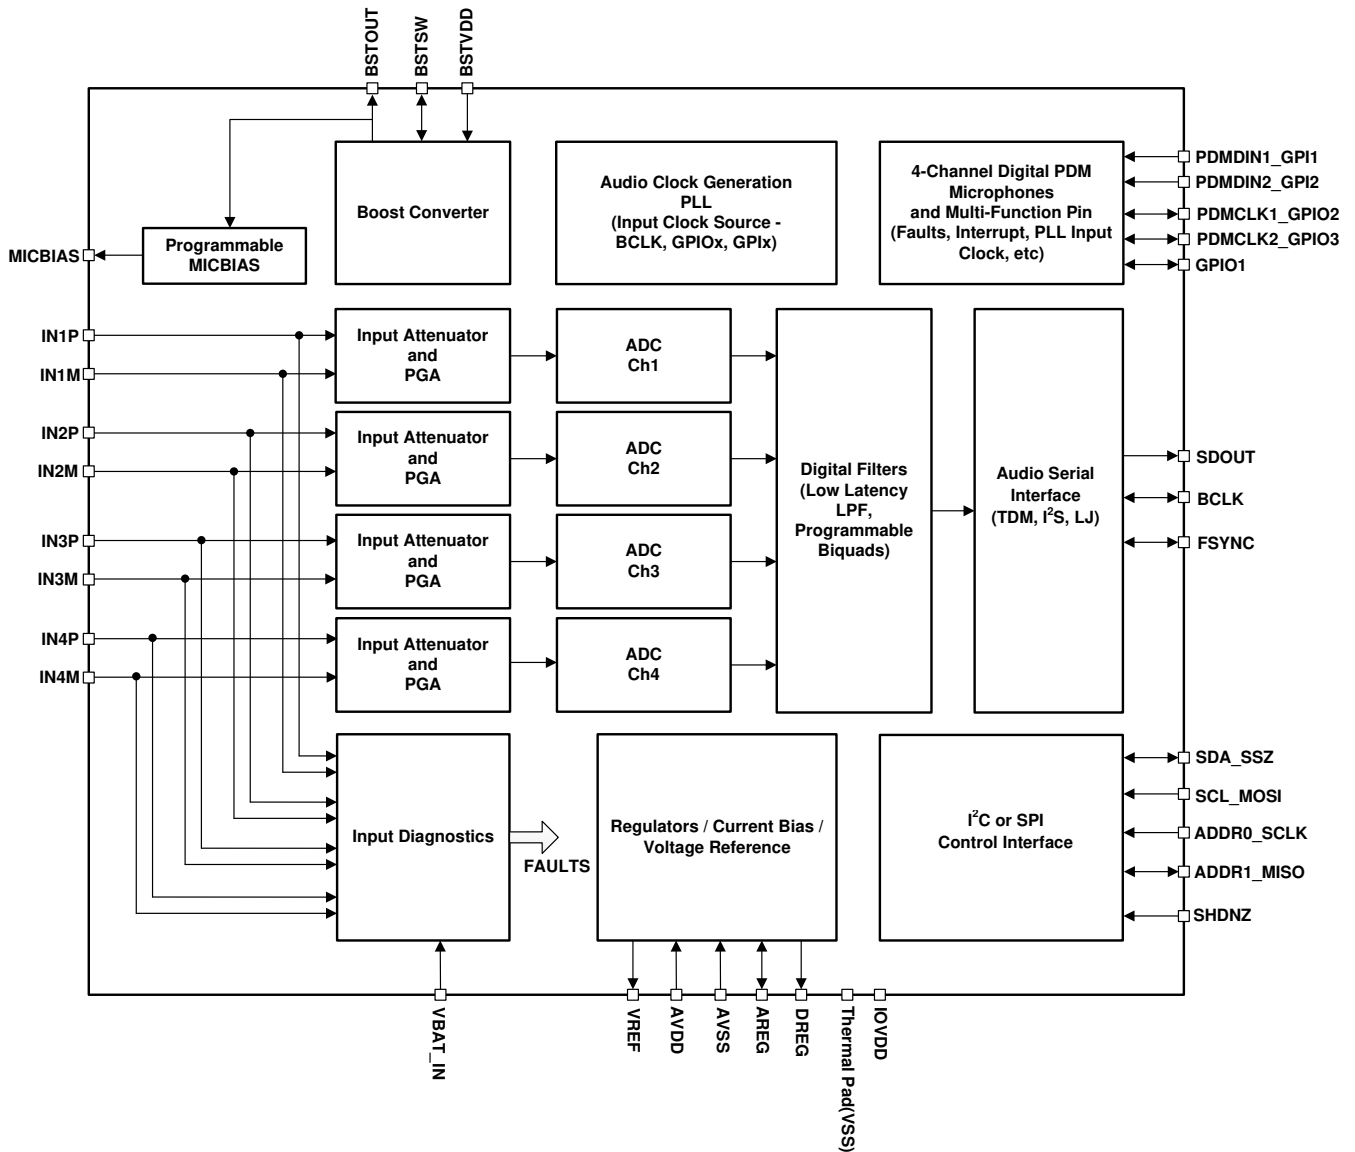 BSTOUT
BSTSW
BSTVDD
Boost Converter
Audio Clock Generation
PLL
(Input Clock Source -
BCLK, GPIOx, GPIx)
4-Channel Digital PDM
Microphones
and Multi-Function Pin
(Faults, Interrupt, PLL Input
Clock, etc)
PDMDIN1_GPI1
PDMDIN2_GPI2
PDMCLK1_GPIO2
PDMCLK2_GPIO3
GPIO1
MICBIAS
Programmable
MICBIAS
IN1P
IN1M
IN2P
IN2M
IN3P
IN3M
IN4P
IN4M
Input Attenuator
and
PGA
ADC
Ch1
Input Attenuator
and
PGA
ADC
Ch2
Input Attenuator
and
PGA
ADC
Ch3
Input Attenuator
and
PGA
ADC
Ch4
Digital Filters
(Low Latency
LPF,
Programmable
Biquads)
Audio Serial
Interface
(TDM, I²S, LJ)
SDOUT
BCLK
FSYNC
Input Diagnostics
FAULTS
Regulators / Current Bias /
Voltage Reference
I²C or SPI
Control Interface
SDA_SSZ
SCL_MOSI
ADDR0_SCLK
ADDR1_MISO
SHDNZ
VBAT_IN
VREF
AVDD
AVSS
AREG
DREG
Thermal Pad(VSS)
IOVDD